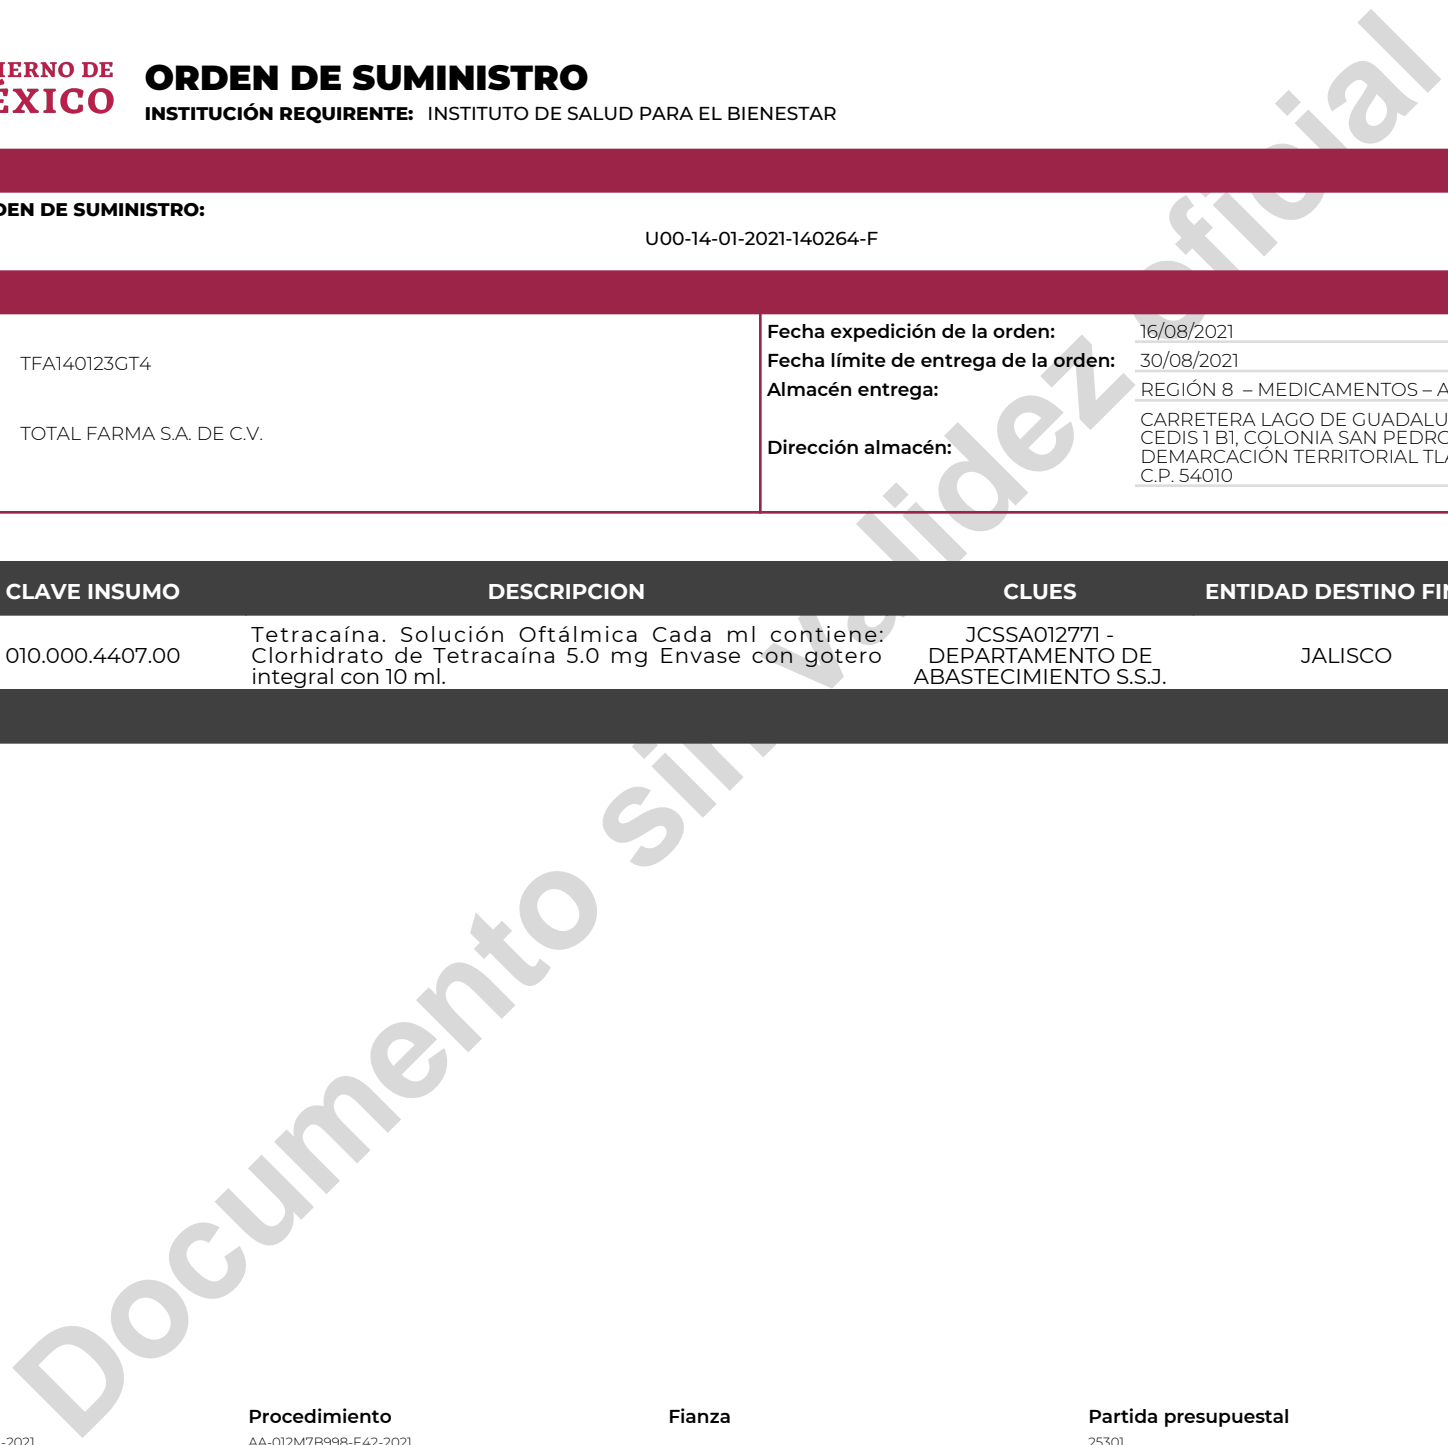 IERNO DE
ÉXICO
ORDEN DE SUMINISTRO
INSTITUCIÓN REQUIRENTE: INSTITUTO DE SALUD PARA EL BIENESTAR
DEN DE SUMINISTRO:
U00-14-01-2021-140264-F
TFA140123GT4
TOTAL FARMA S.A. DE C.V.
Fecha expedición de la orden: 16/08/2021
Fecha límite de entrega de la orden: 30/08/2021
Almacén entrega: REGIÓN 8 – MEDICAMENTOS – A
Dirección almacén:
CARRETERA LAGO DE GUADALU
CEDIS 1 B1, COLONIA SAN PEDRO
DEMARCACIÓN TERRITORIAL TLA
C.P. 54010
CLAVE INSUMO DESCRIPCION CLUES ENTIDAD DESTINO FIN
010.000.4407.00
Tetracaína. Solución Oftálmica Cada ml contiene:
Clorhidrato de Tetracaína 5.0 mg Envase con gotero
integral con 10 ml.
JCSSA012771 -
DEPARTAMENTO DE
ABASTECIMIENTO S.S.J.
JALISCO
Documento sin validez oficial
Procedimiento Fianza Partida presupuestal
-2021 AA-012M7B998-E42-2021 25301